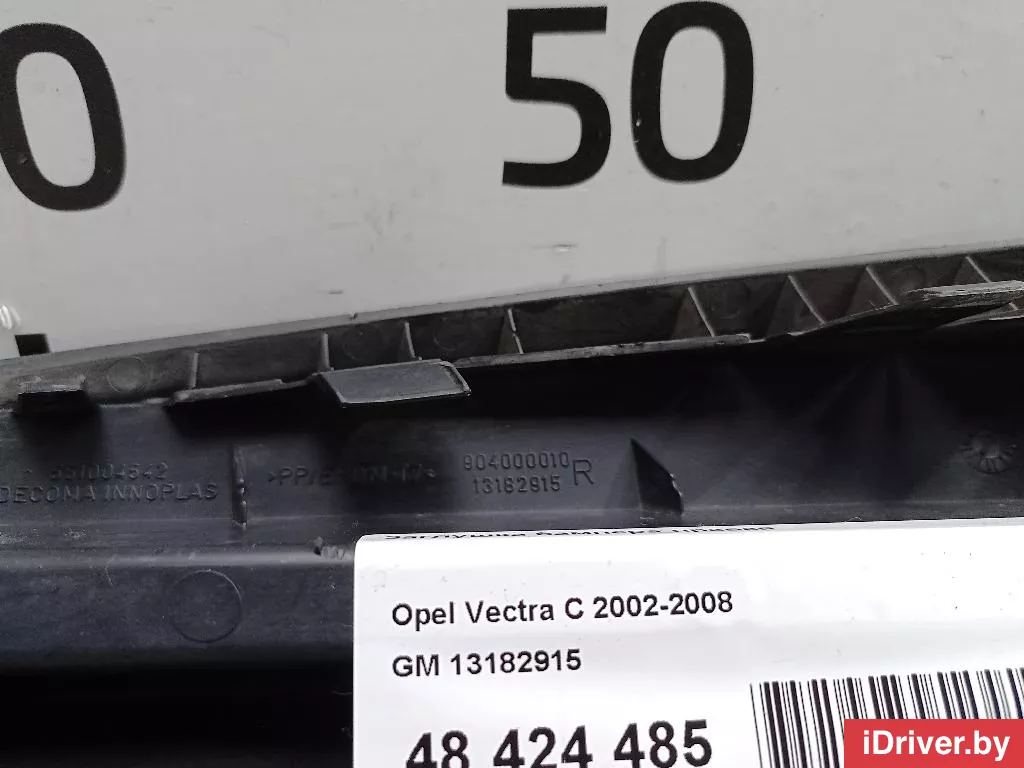 0
50
DECOMA INNOPLAS
904000010
13182915 R
Opel Vectra C 2002-2008
GM 13182915
48 424 485
iDriver.by